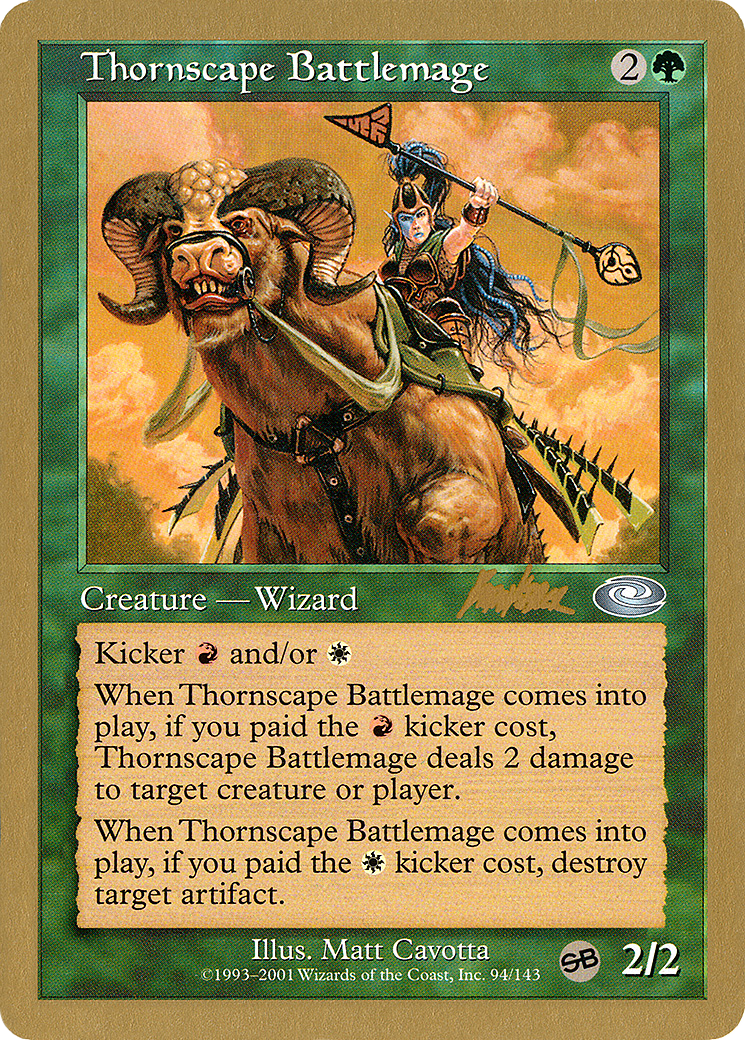 Thornscape Battlemage 2
Creature — Wizard
Kicker and/or
When Thornscape Battlemage comes into
play, if you paid the kicker cost,
Thornscape Battlemage deals 2 damage
to target creature or player.
When Thornscape Battlemage comes into
play, if you paid the kicker cost, destroy
target artifact.
Illus. Matt Cavotta
©1993–2001 Wizards of the Coast, Inc. 94/143
SB 2/2